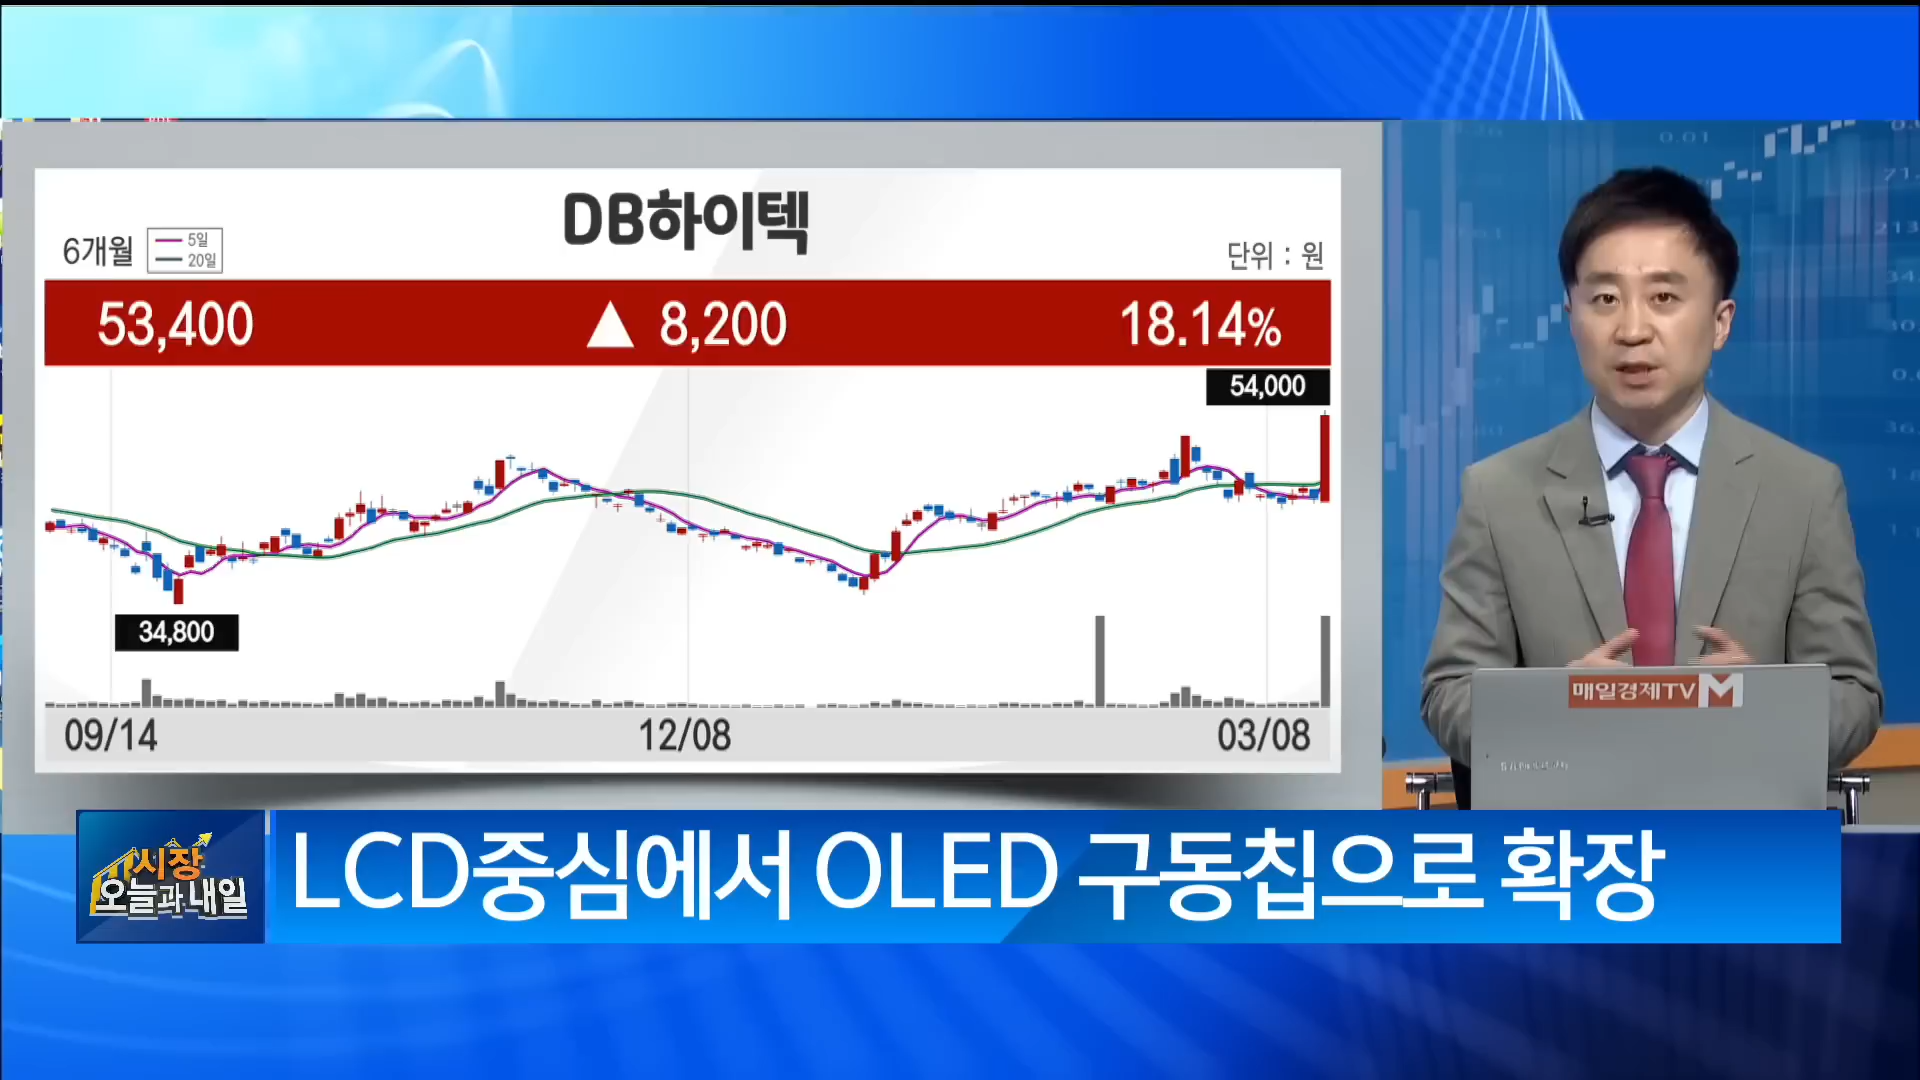 DB하이텍
6개월
5일
20일
단위 : 원
53,400 ▲ 8,200 18.14%
54,000
34,800
09/14 12/08 03/08
매일경제TV M
시장
오늘과 내일
LCD중심에서 OLED 구동칩으로 확장